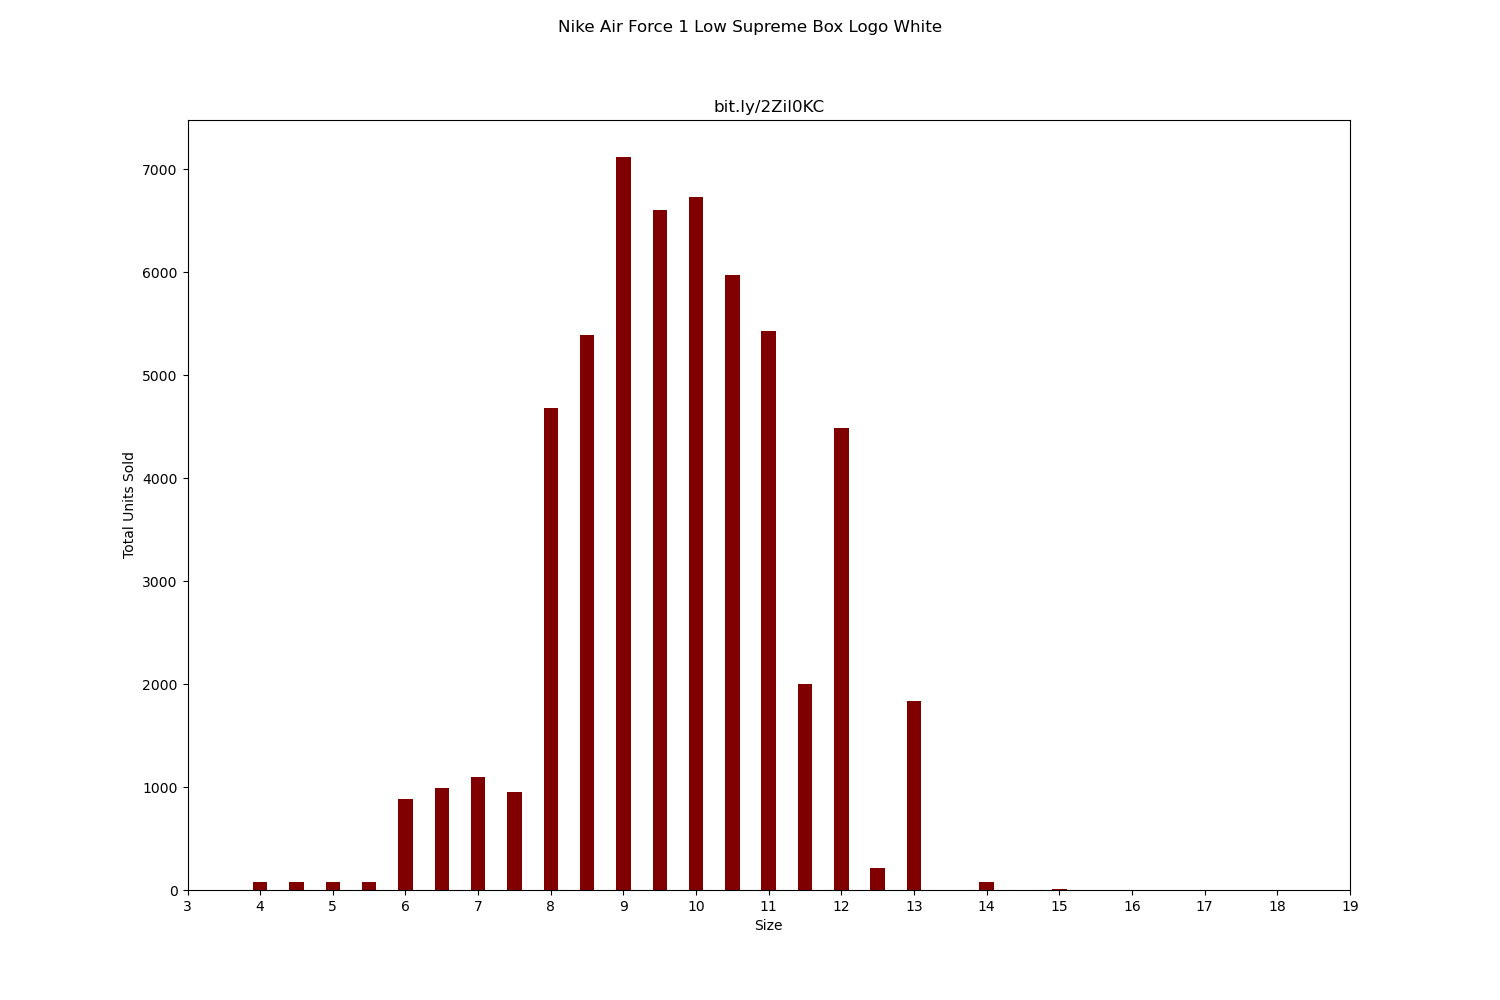 Nike Air Force 1 Low Supreme Box Logo White
bit.ly/2Zil0KC
Total Units Sold
7000
6000
5000
4000
3000
2000
1000
0
3 4 5 6 7 8 9 10 11 12 13 14 15 16 17 18 19
Size